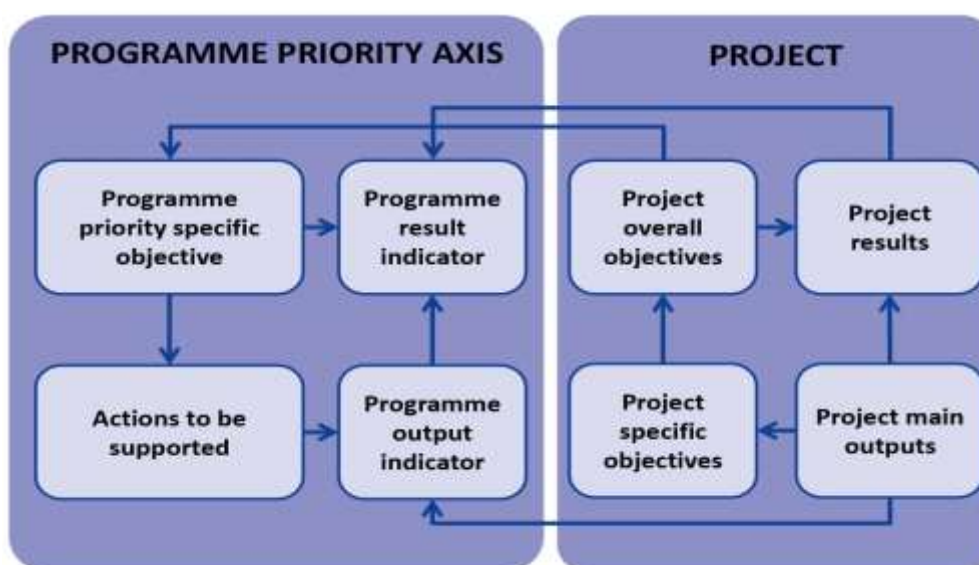 PROGRAMME PRIORITY AXIS
PROJECT
Programme
priority specific
objective
Programme
result
indicator
Project
overall
objectives
Project
results
Actions to be
supported
Programme
output
indicator
Project
specific
objectives
Project main
outputs